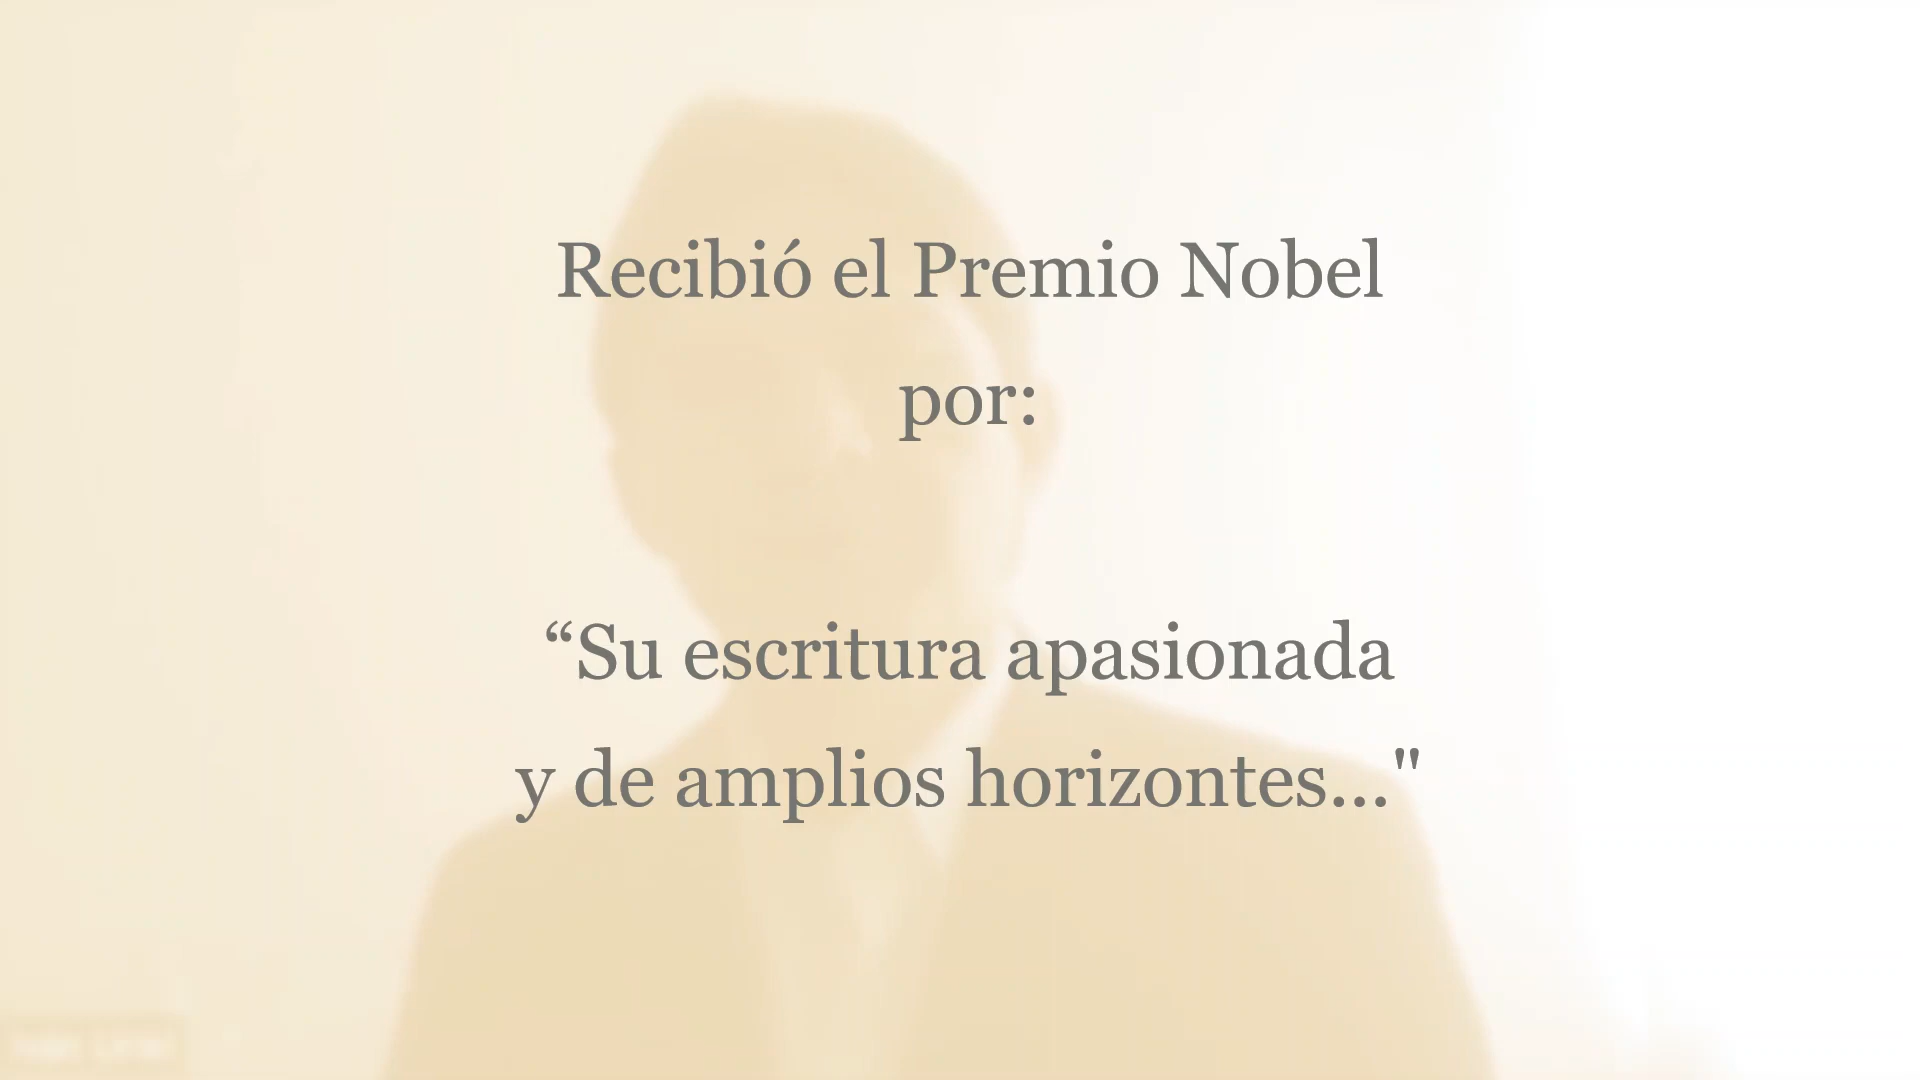 Recibió el Premio Nobel
por:
“Su escritura apasionada
y de amplios horizontes..."